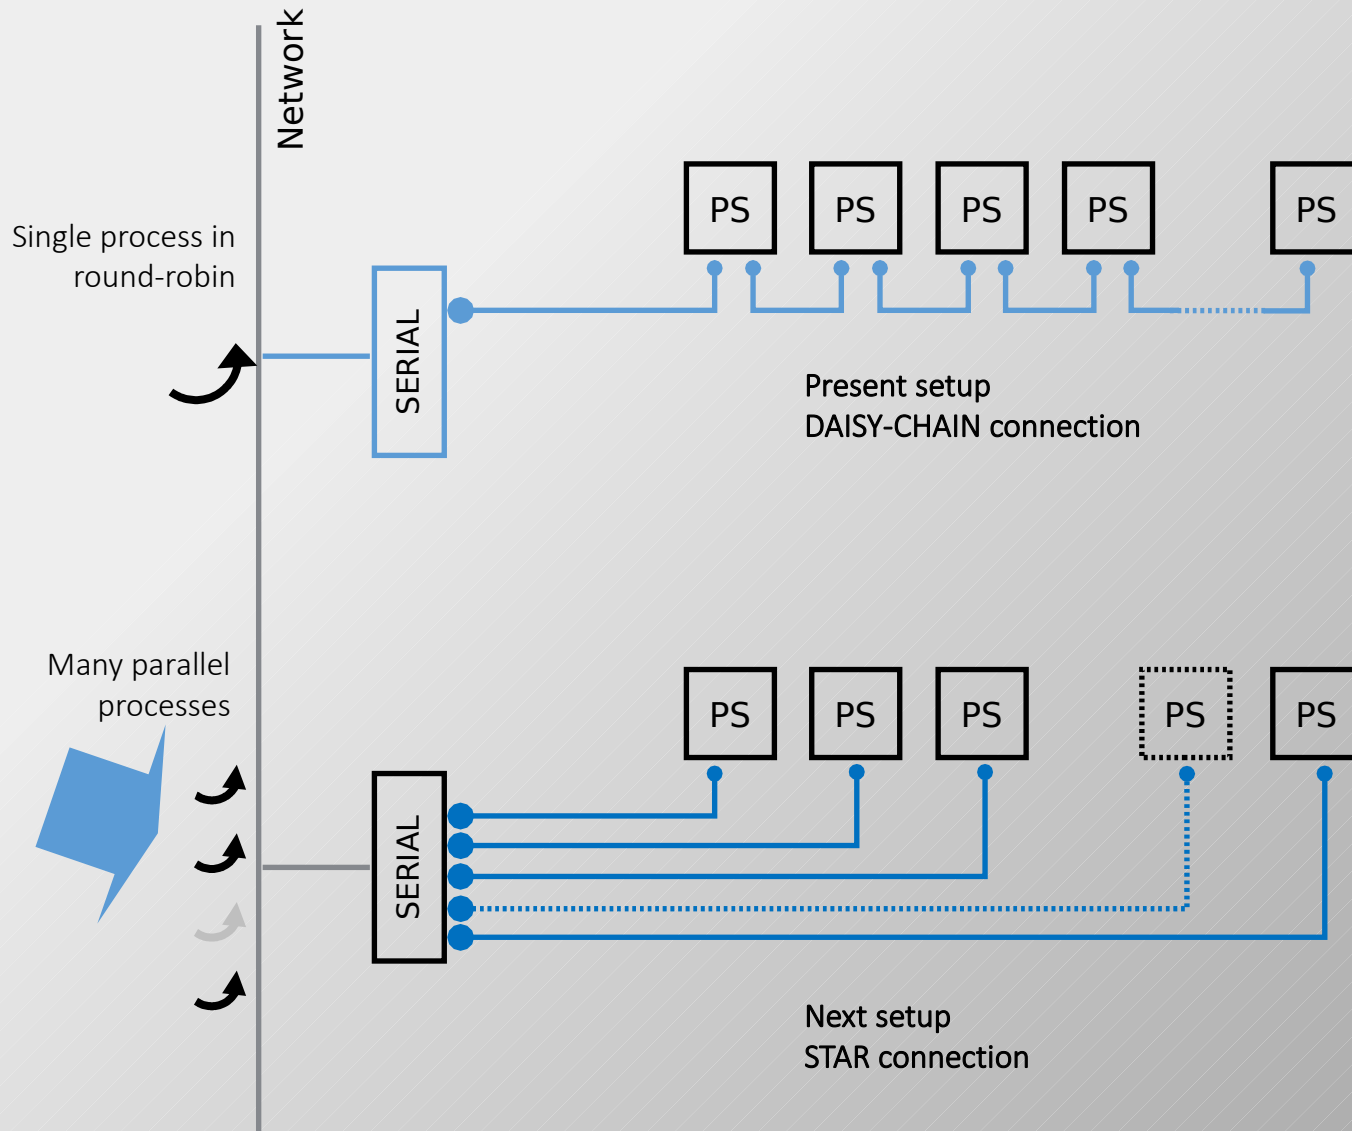 Network
PS PS PS PS PS
Single process in
round-robin
SERIAL
Present setup
DAISY-CHAIN connection
Many parallel
processes
PS PS PS PS PS
SERIAL
Next setup
STAR connection